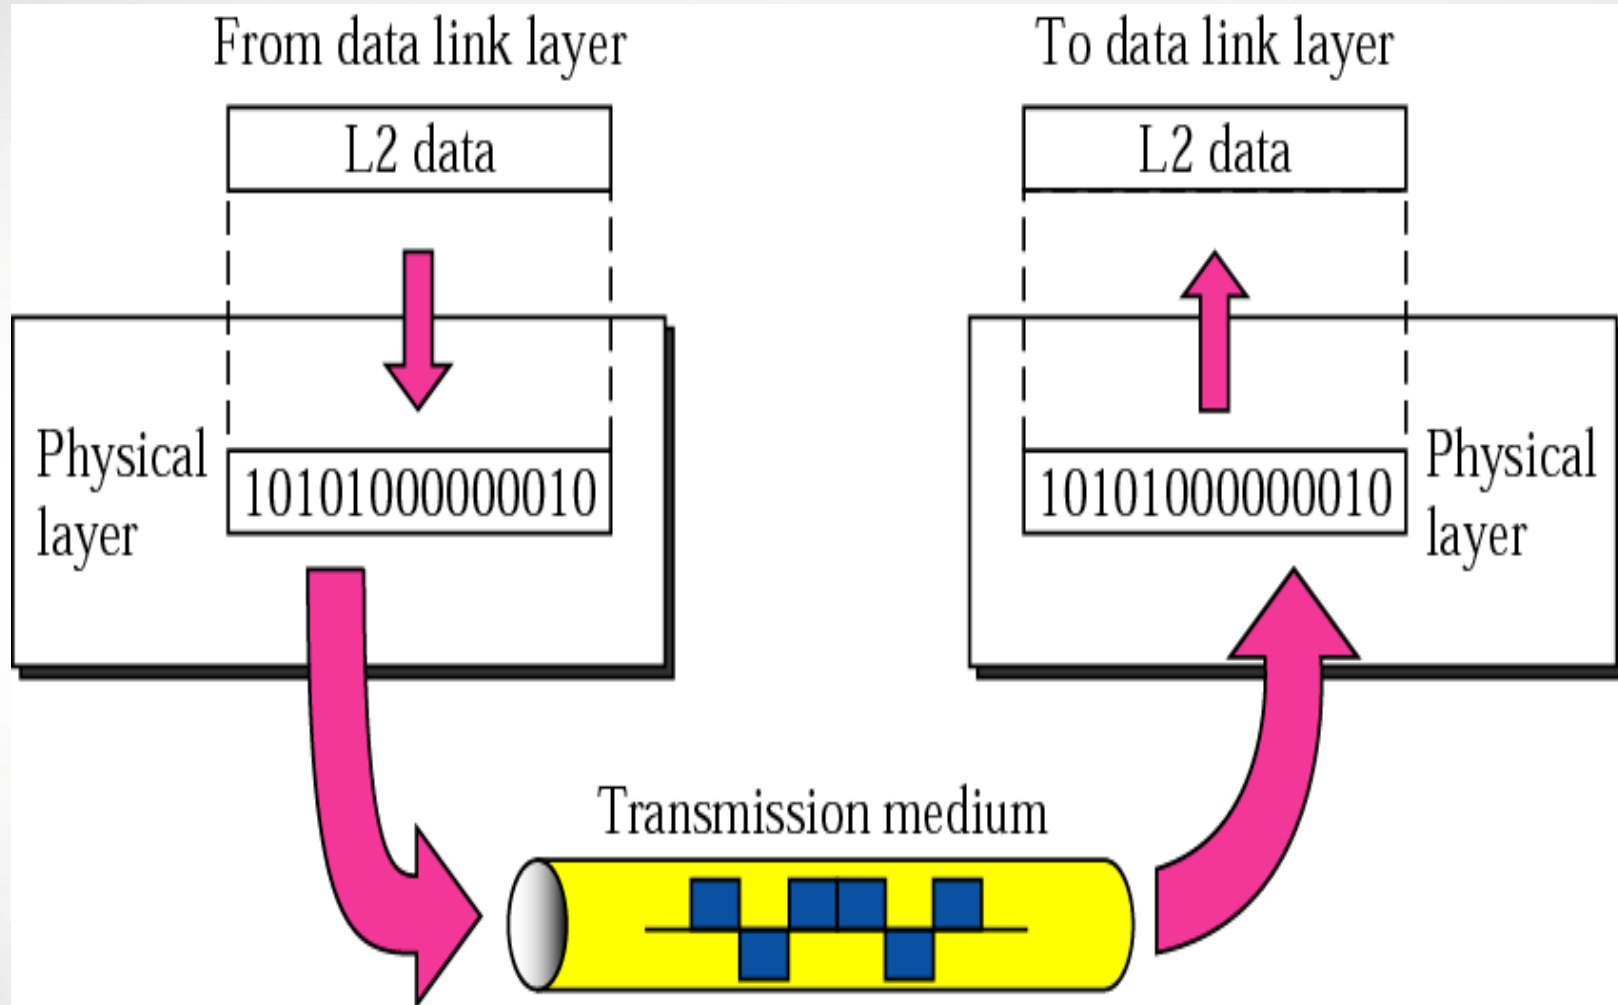 From data link layer
To data link layer
L2 data
L2 data
Physical
layer
10101000000010
10101000000010
Physical
layer
Transmission medium